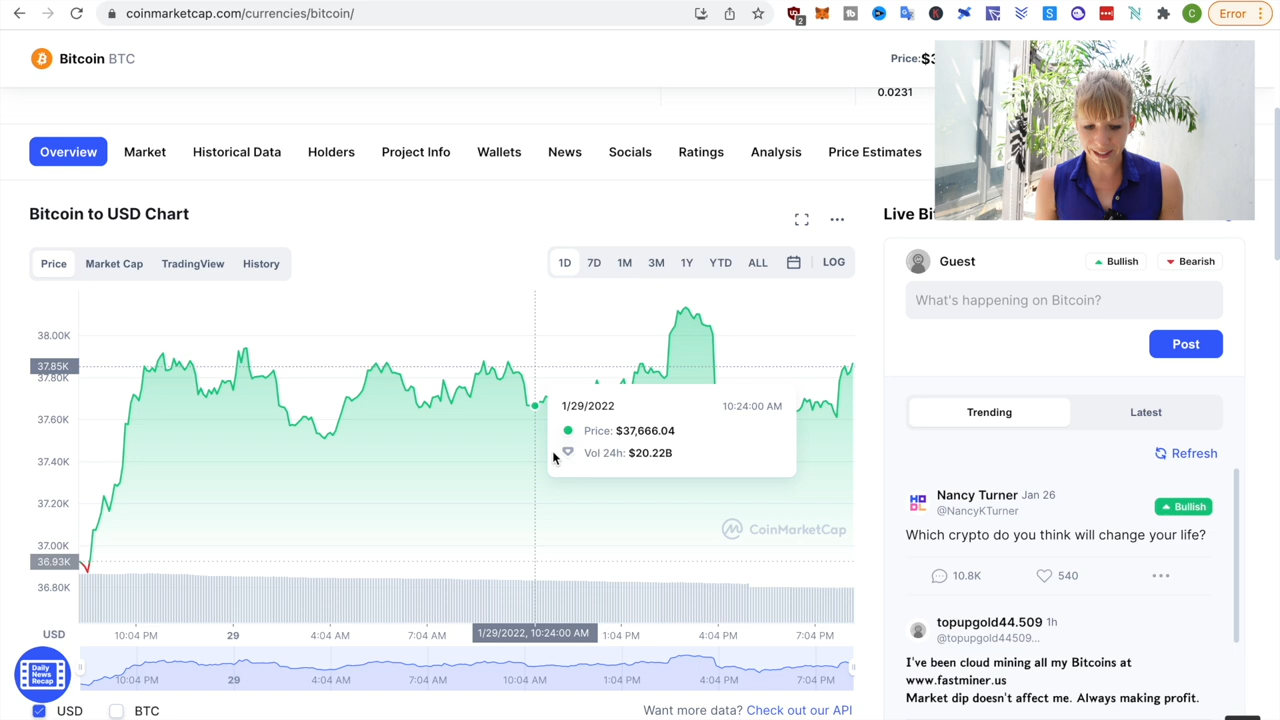 coinmarketcap.com/currencies/bitcoin/
2
C
Error
Bitcoin BTC
Price:$3
0.0231
Overview
Market
Historical Data
Holders
Project Info
Wallets
News
Socials
Ratings
Analysis
Price Estimates
Bitcoin to USD Chart
Live Bi
Price
Market Cap
TradingView
History
1D
7D
1M
3M
1Y
YTD
ALL
LOG
Guest
Bullish
Bearish
What's happening on Bitcoin?
Post
38.00K
37.85K
37.80K
37.60K
37.40K
37.20K
37.00K
36.93K
36.80K
1/29/2022
10:24:00 AM
Price: $37,666.04
Vol 24h: $20.22B
CoinMarketCap
Trending
Latest
Refresh
Nancy Turner Jan 26
@NancyKTurner
Bullish
Which crypto do you think will change your life?
10.8K
540
USD
10:04 PM
29
4:04 AM
7:04 AM
1/29/2022, 10:24:00 AM
1:04 PM
4:04 PM
7:04 PM
topupgold44.509 1h
@topupgold44509...
I've been cloud mining all my Bitcoins at
www.fastminer.us
Market dip doesn't affect me. Always making profit.
Daily
News
Recap
10:04 PM
29
4:04 AM
7:04 AM
10:04 AM
1:04 PM
4:04 PM
7:04 PM
USD
BTC
Want more data? Check out our API